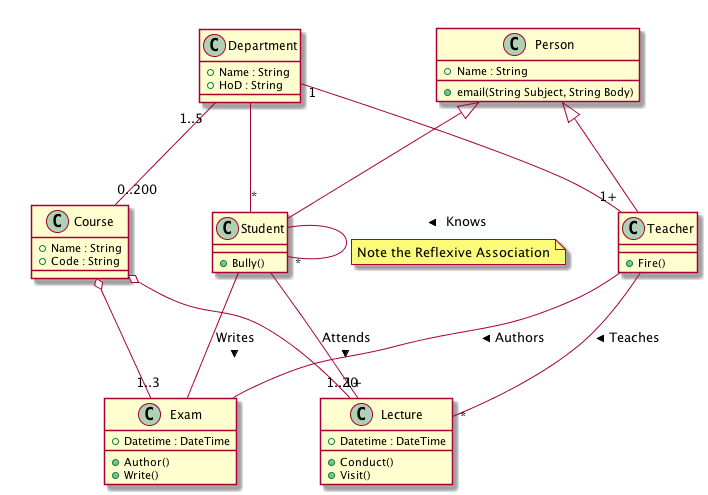 C Department
Name : String
HoD : String
C Person
Name : String
email(String Subject, String Body)
1
1..5
0..200
*
1+
C Course
Name : String
Code : String
C Student
Bully()
*
◄ Knows
Note the Reflexive Association
C Teacher
Fire()
Writes
▼
Attends
▼
◄ Authors
◄ Teaches
1..3
1..20
1+
*
C Exam
Datetime : DateTime
Author()
Write()
C Lecture
Datetime : DateTime
Conduct()
Visit()